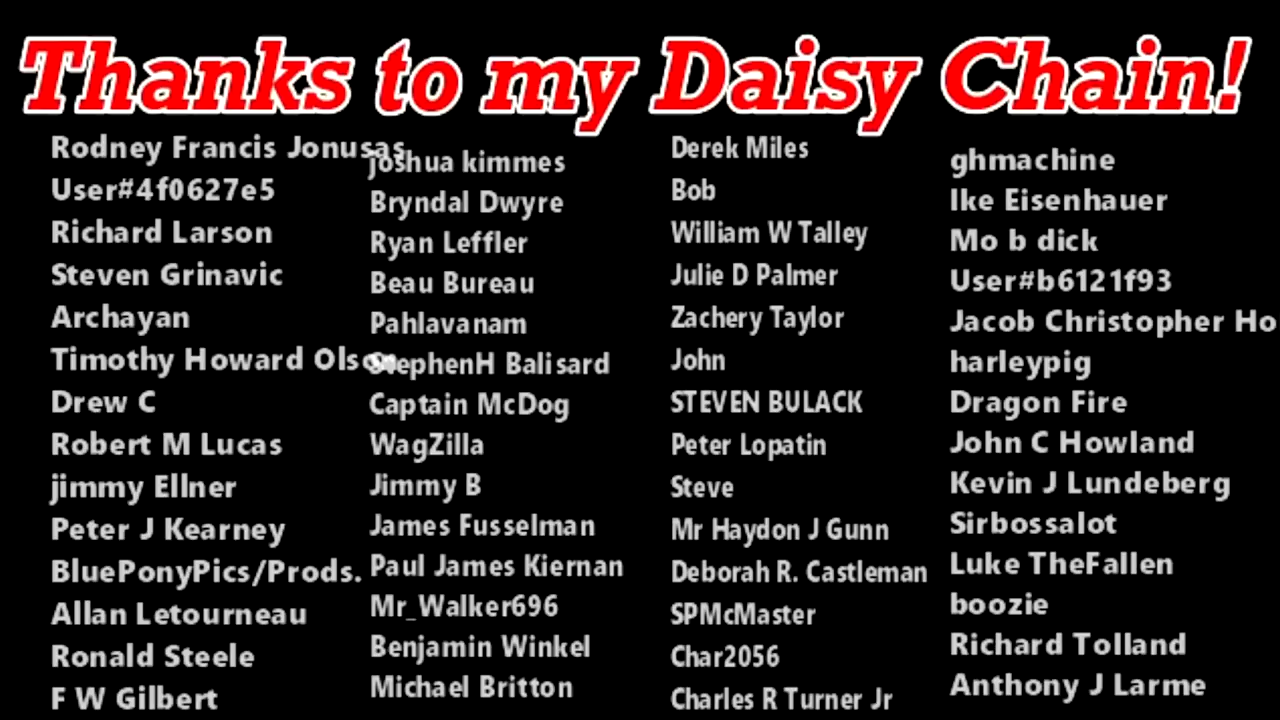 Thanks to my Daisy Chain!
Rodney Francis Jonusas
User#4f0627e5
Richard Larson
Steven Grinavic
Archayan
Timothy Howard Olson
Drew C
Robert M Lucas
jimmy Ellner
Peter J Kearney
BluePonyPics/Prods.
Allan Letourneau
Ronald Steele
F W Gilbert
joshua kimmes
Bryndal Dwyre
Ryan Leffler
Beau Bureau
Pahlavanam
StephenH Balisard
Captain McDog
WagZilla
Jimmy B
James Fusselman
Paul James Kiernan
Mr_Walker696
Benjamin Winkel
Michael Britton
Derek Miles
Bob
William W Talley
Julie D Palmer
Zachery Taylor
John
STEVEN BULACK
Peter Lopatin
Steve
Mr Haydon J Gunn
Deborah R. Castleman
SPMcMaster
Char2056
Charles R Turner Jr
ghmachine
Ike Eisenhauer
Mo b dick
User#b6121f93
Jacob Christopher Ho
harleypig
Dragon Fire
John C Howland
Kevin J Lundeberg
Sirbossalot
Luke TheFallen
boozie
Richard Tolland
Anthony J Larme